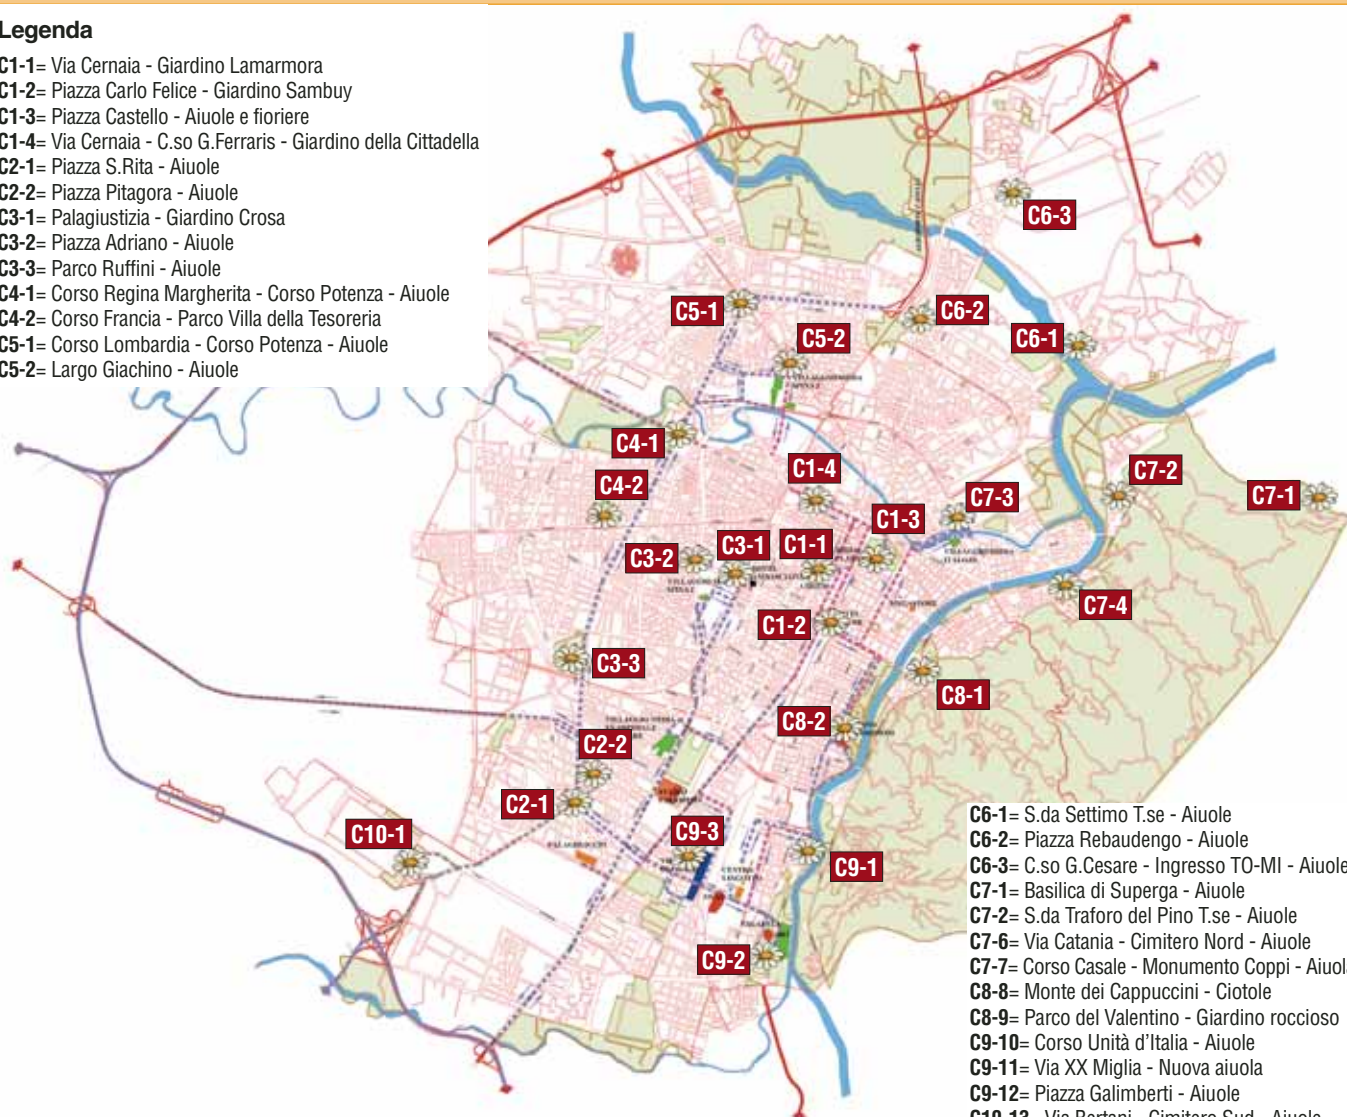 Legenda
C1-1= Via Cernaia - Giardino Lamarmora
C1-2= Piazza Carlo Felice - Giardino Sambuy
C1-3= Piazza Castello - Aiuole e fioriere
C1-4= Via Cernaia - C.so G.Ferraris - Giardino della Cittadella
C2-1= Piazza S.Rita - Aiuole
C2-2= Piazza Pitagora - Aiuole
C3-1= Palagiustizia - Giardino Crosa
C3-2= Piazza Adriano - Aiuole
C3-3= Parco Ruffini - Aiuole
C4-1= Corso Regina Margherita - Corso Potenza - Aiuole
C4-2= Corso Francia - Parco Villa della Tesoreria
C5-1= Corso Lombardia - Corso Potenza - Aiuole
C5-2= Largo Giachino - Aiuole
C6-3
C5-1
C6-2
C5-2
C6-1
C4-1
C1-4
C7-2
C4-2
C7-1
C7-3
C1-3
C3-1
C1-1
C3-2
C7-4
C1-2
C3-3
C8-1
C8-2
C2-2
C2-1
C10-1
C9-3
C9-1
C9-2
C6-1= S.da Settimo T.se - Aiuole
C6-2= Piazza Rebaudengo - Aiuole
C6-3= C.so G.Cesare - Ingresso TO-MI - Aiuole
C7-1= Basilica di Superga - Aiuole
C7-2= S.da Traforo del Pino T.se - Aiuole
C7-6= Via Catania - Cimitero Nord - Aiuole
C7-7= Corso Casale - Monumento Coppi - Aiuola
C8-8= Monte dei Cappuccini - Ciotole
C8-9= Parco del Valentino - Giardino roccioso
C9-10= Corso Unità d'Italia - Aiuole
C9-11= Via XX Miglia - Nuova aiuola
C9-12= Piazza Galimberti - Aiuole
C10-13= Via Bertani - Cimitero Sud - Aiuole